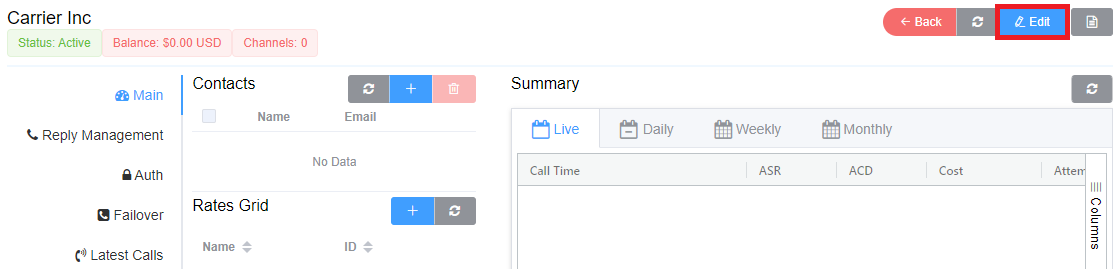 Carrier Inc
Back
Edit
Status: Active
Balance: $0.00 USD
Channels: 0
Main
Reply Management
Auth
Failover
Latest Calls
Contacts
Name Email
No Data
Rates Grid
Name ID
Summary
Live Daily Weekly Monthly
Call Time ASR ACD Cost Attem
Columns